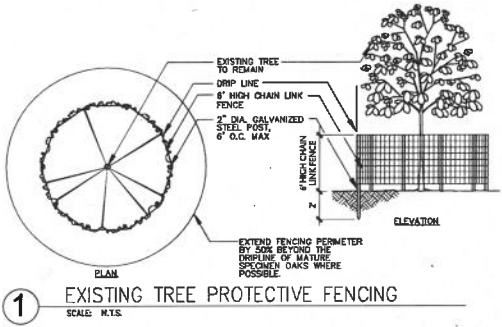 EXISTING TREE
TO REMAIN
DRIP LINE
6' HIGH CHAIN LINK
FENCE
2" DIA. GALVANIZED
STEEL POST,
6' O.C. MAX
6' HIGH CHAIN
LINK FENCE
2'
ELEVATION
EXTEND FENCING PERIMETER
BY 50% BEYOND THE
DRIPLINE OF MATURE
SPECIMEN OAKS WHERE
POSSIBLE.
PLAN
1
EXISTING TREE PROTECTIVE FENCING
SCALE: N.T.S.